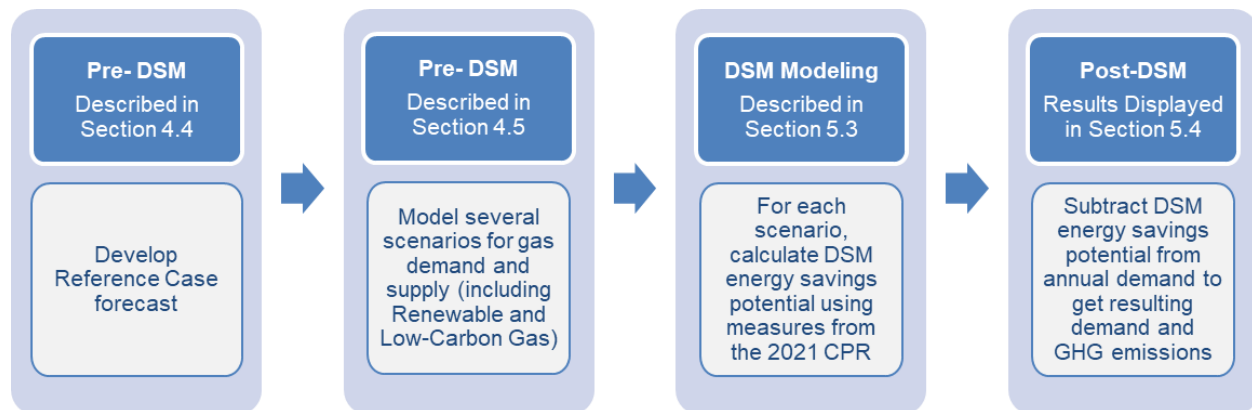 Pre- DSM
Described in
Section 4.4
Develop
Reference Case
forecast
Pre- DSM
Described in
Section 4.5
Model several
scenarios for gas
demand and
supply (including
Renewable and
Low-Carbon Gas)
DSM Modeling
Described in
Section 5.3
For each
scenario,
calculate DSM
energy savings
potential using
measures from
the 2021 CPR
Post-DSM
Results Displayed
in Section 5.4
Subtract DSM
energy savings
potential from
annual demand to
get resulting
demand and
GHG emissions